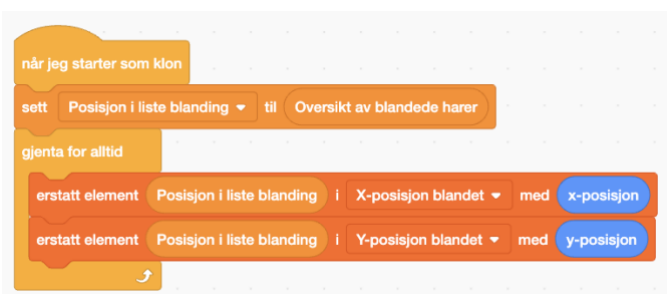 når jeg starter som klon
sett Posisjon i liste blanding til Oversikt av blandede harer
gjenta for alltid
erstatt element Posisjon i liste blanding i X-posisjon blandet med x-posisjon
erstatt element Posisjon i liste blanding i Y-posisjon blandet med y-posisjon